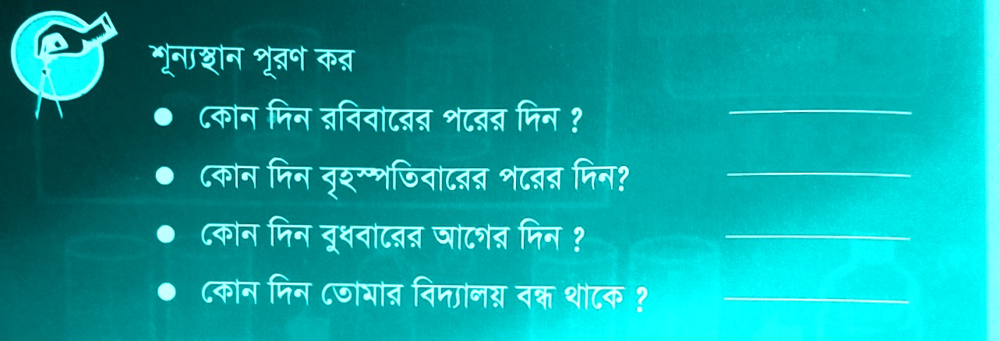 শূন্যস্থান পূরণ কর
কোন দিন রবিবারের পরের দিন ?
কোন দিন বৃহস্পতিবারের পরের দিন?
কোন দিন বুধবারের আগের দিন ?
কোন দিন তোমার বিদ্যালয় বন্ধ থাকে ?